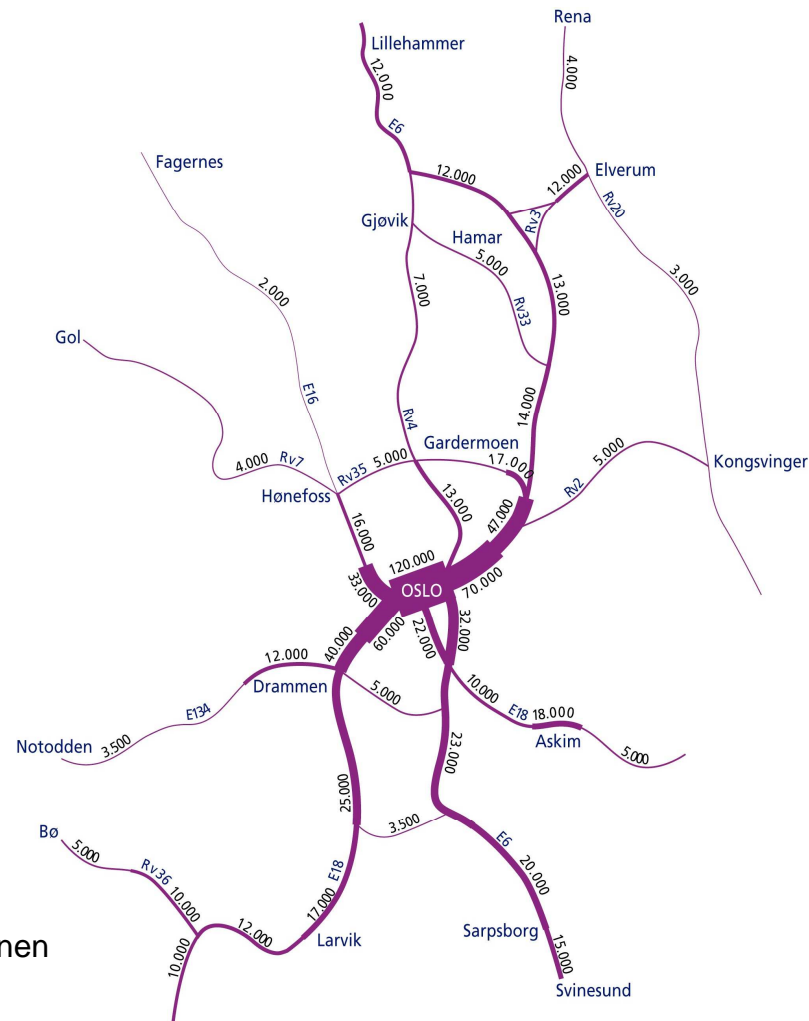 Rena
Lillehammer
12.000
4.000
E6
Fagernes
12.000
12.000
Elverum
Rv20
Gjøvik
Hamar
Rv3
5.000
3.000
2.000
7.000
13.000
Rv33
Gol
E16
Rv4
14.000
Gardermoen
4.000
Rv7
Rv35
5.000
17.000
5.000
Kongsvinger
Hønefoss
Rv2
13.000
47.000
16.000
120.000
33.000
OSLO
70.000
40.000
60.000
22.000
32.000
12.000
Drammen
5.000
10.000
E18
18.000
Askim
5.000
E134
Notodden
3.500
23.000
25.000
3.500
Bø
5.000
Rv36
10.000
E18
E6
20.000
17.000
12.000
Larvik
Sarpsborg
15.000
nen
10.000
Svinesund